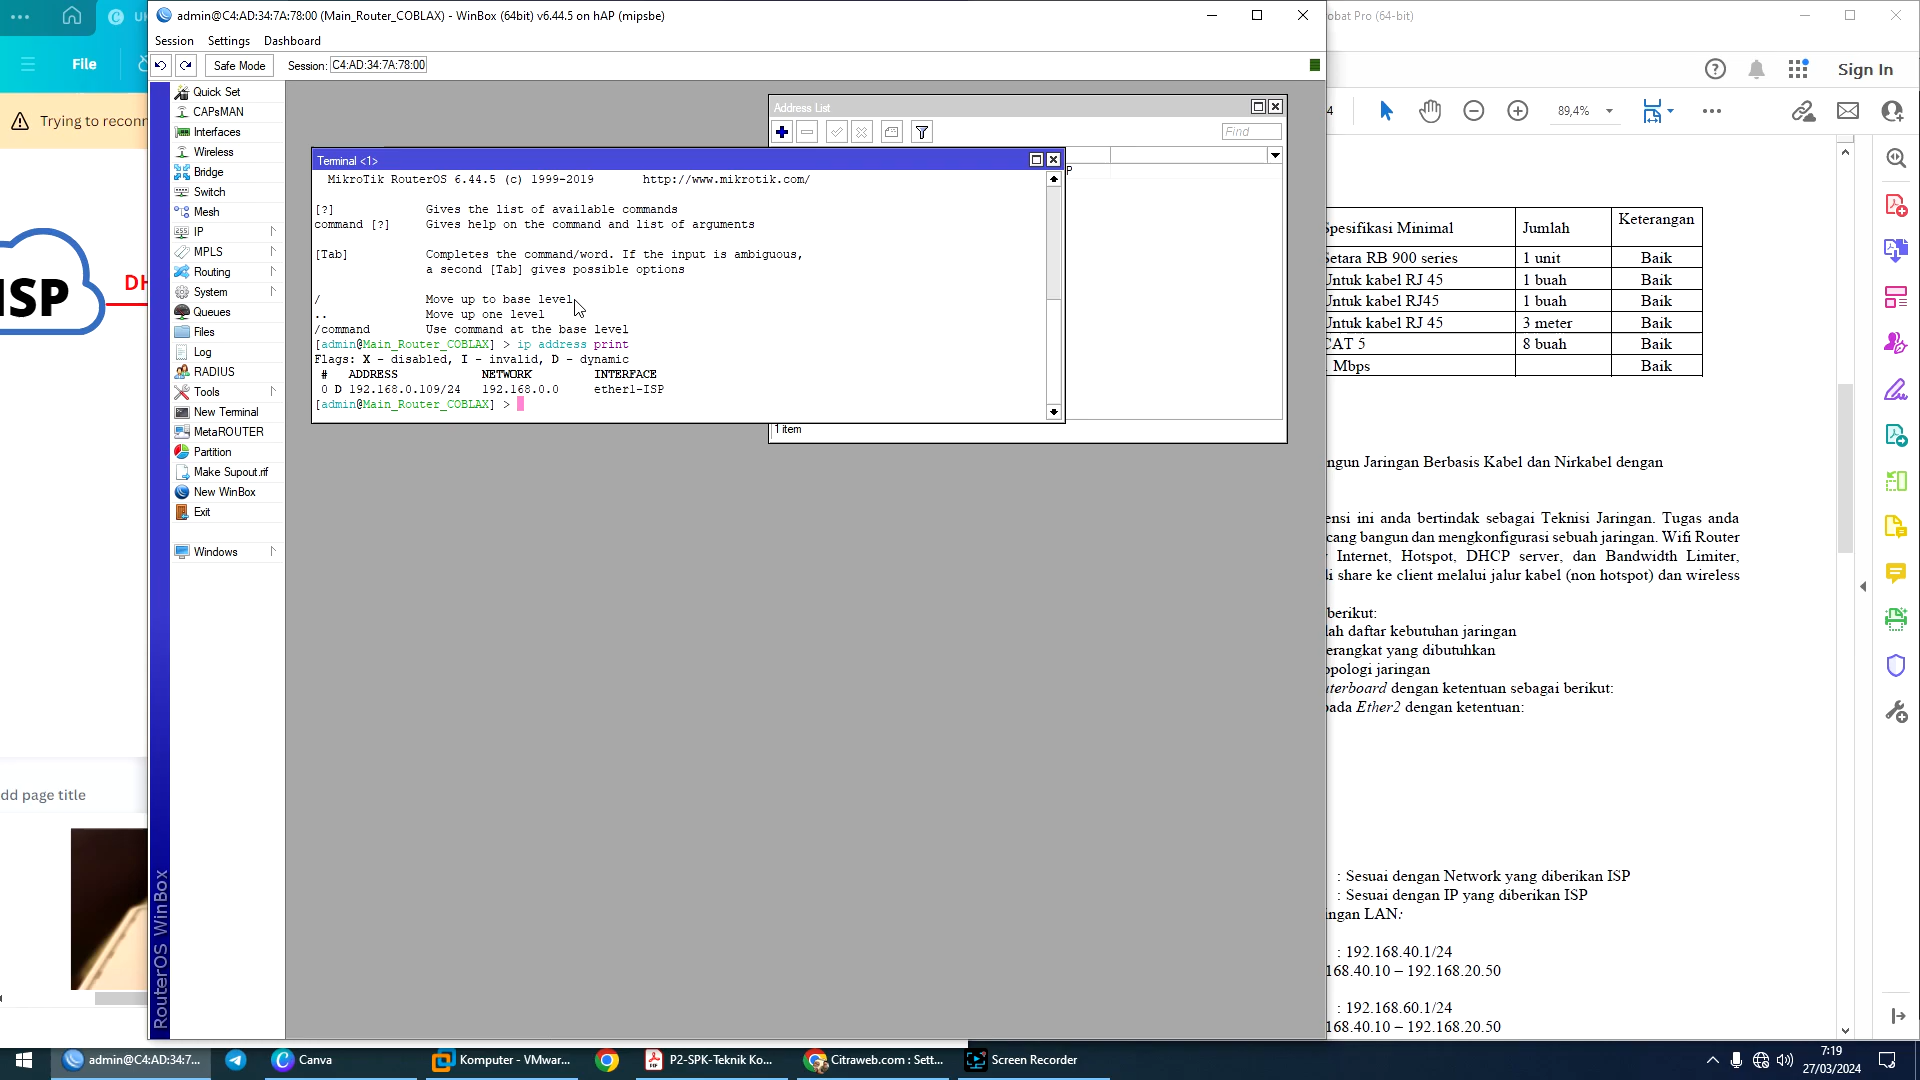 admin@C4:AD:34:7A:78:00 (Main_Router_COBLAX) - WinBox (64bit) v6.44.5 on hAP (mipsbe)
obat Pro (64-bit)
Session Settings Dashboard
File
Safe Mode Session: C4:AD:34:7A:78:00
Sign In
Trying to reconn
89,4%
Quick Set
CAPsMAN
Interfaces
Wireless
Bridge
Switch
Mesh
IP
MPLS
Routing
System
Queues
Files
Log
RADIUS
Tools
New Terminal
MetaROUTER
Partition
Make Supout.rif
New WinBox
Exit
Windows
RouterOS WinBox
ISP
DH
dd page title
Address List
Find
P
1 item
Terminal <1>
MikroTik RouterOS 6.44.5 (c) 1999-2019 http://www.mikrotik.com/
[?] Gives the list of available commands
command [?] Gives help on the command and list of arguments
[Tab] Completes the command/word. If the input is ambiguous,
a second [Tab] gives possible options
/ Move up to base level
.. Move up one level
/command Use command at the base level
[admin@Main_Router_COBLAX] > ip address print
Flags: X - disabled, I - invalid, D - dynamic
# ADDRESS NETWORK INTERFACE
0 D 192.168.0.109/24 192.168.0.0 ether1-ISP
[admin@Main_Router_COBLAX] >
Spesifikasi Minimal Jumlah Keterangan
Setara RB 900 series 1 unit Baik
Untuk kabel RJ 45 1 buah Baik
Untuk kabel RJ45 1 buah Baik
Untuk kabel RJ 45 3 meter Baik
CAT 5 8 buah Baik
Mbps Baik
ngun Jaringan Berbasis Kabel dan Nirkabel dengan
ensi ini anda bertindak sebagai Teknisi Jaringan. Tugas anda
cang bangun dan mengkonfigurasi sebuah jaringan. Wifi Router
Internet, Hotspot, DHCP server, dan Bandwidth Limiter,
di share ke client melalui jalur kabel (non hotspot) dan wireless
berikut:
lah daftar kebutuhan jaringan
erangkat yang dibutuhkan
opologi jaringan
uterboard dengan ketentuan sebagai berikut:
pada Ether2 dengan ketentuan:
: Sesuai dengan Network yang diberikan ISP
: Sesuai dengan IP yang diberikan ISP
ingan LAN:
: 192.168.40.1/24
168.40.10 – 192.168.20.50
: 192.168.60.1/24
168.40.10 – 192.168.20.50
admin@C4:AD:34:7...
Canva
Komputer - VMwar...
P2-SPK-Teknik Ko...
Citraweb.com : Sett...
Screen Recorder
7:19
27/03/2024